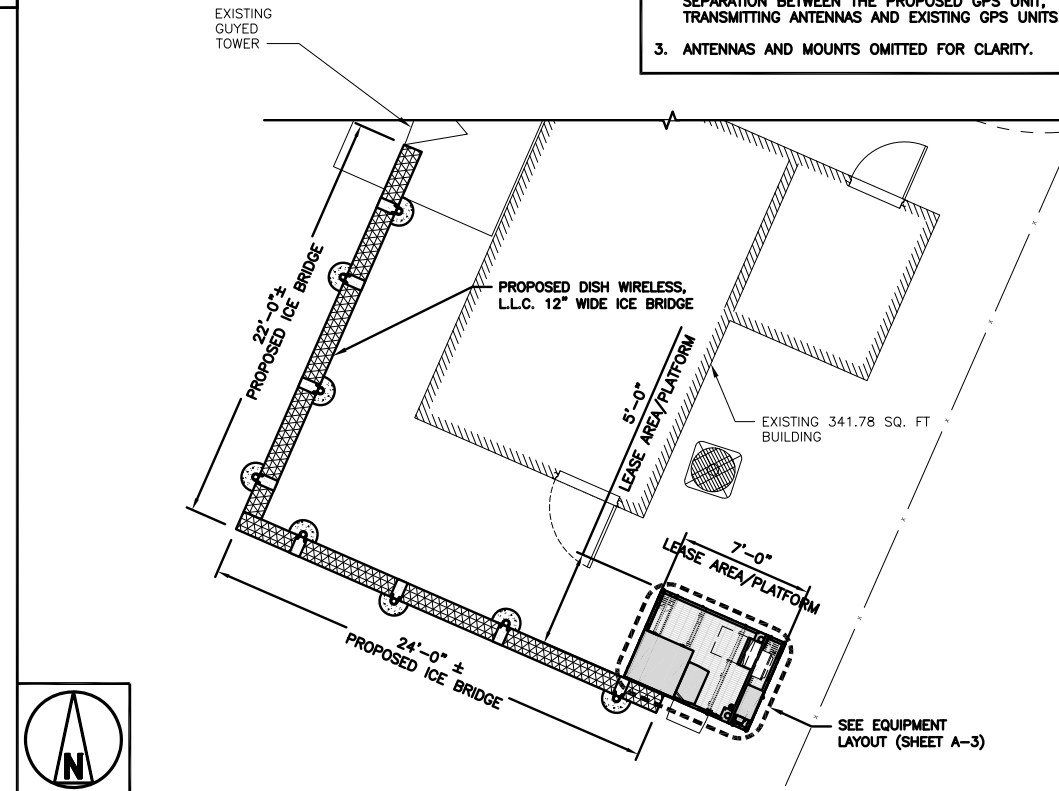 SEPARATION BETWEEN THE PROPOSED GPS UNIT,
TRANSMITTING ANTENNAS AND EXISTING GPS UNITS
3. ANTENNAS AND MOUNTS OMITTED FOR CLARITY.
EXISTING
GUYED
TOWER
22'-0"±
PROPOSED ICE BRIDGE
PROPOSED DISH WIRELESS,
L.L.C. 12" WIDE ICE BRIDGE
5'-0"
LEASE AREA/PLATFORM
EXISTING 341.78 SQ. FT
BUILDING
7'-0"
LEASE AREA/PLATFORM
24'-0" ±
PROPOSED ICE BRIDGE
SEE EQUIPMENT
LAYOUT (SHEET A-3)
N